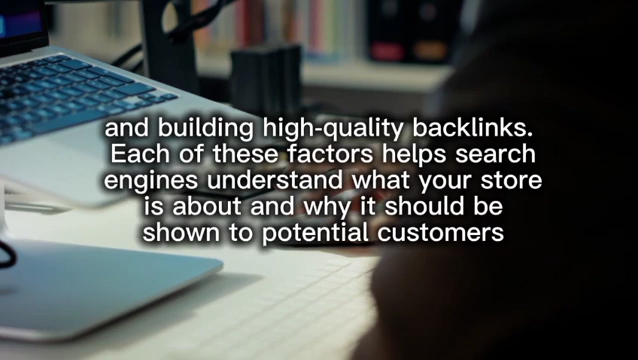 and building high-quality backlinks.
Each of these factors helps search
engines understand what your store
is about and why it should be
shown to potential customers